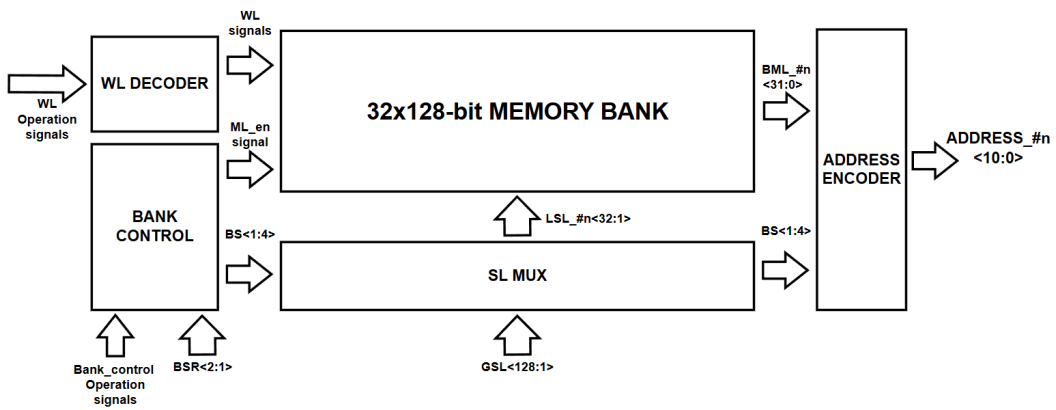 WL
signals
WL DECODER
WL
Operation
signals
32x128-bit MEMORY BANK
BML_#n
<31:0>
ML_en
signal
ADDRESS_#n
<10:0>
ADDRESS
ENCODER
BANK
CONTROL
LSL_#n<32:1>
BS<1:4>
BS<1:4>
SL MUX
Bank_control
Operation
signals
BSR<2:1>
GSL<128:1>